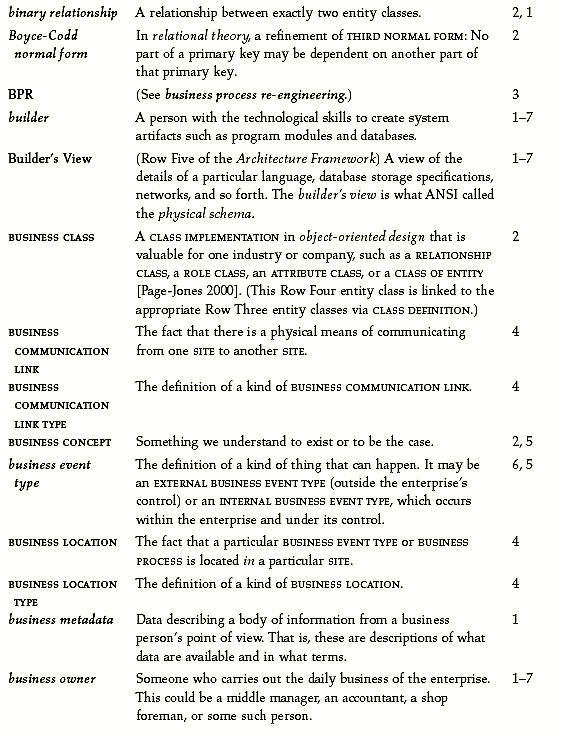 binary relationship A relationship between exactly two entity classes. 2, 1
Boyce-Codd In relational theory, a refinement of THIRD NORMAL FORM: No 2
normal form part of a primary key may be dependent on another part of
that primary key.
BPR (See business process re-engineering.) 3
builder A person with the technological skills to create system 1–7
artifacts such as program modules and databases.
Builder's View (Row Five of the Architecture Framework) A view of the 1–7
details of a particular language, database storage specifications,
networks, and so forth. The builder's view is what ANSI called
the physical schema.
BUSINESS CLASS A CLASS IMPLEMENTATION in object-oriented design that is 2
valuable for one industry or company, such as a RELATIONSHIP
CLASS, a ROLE CLASS, an ATTRIBUTE CLASS, or a CLASS OF ENTITY
[Page-Jones 2000]. (This Row Four entity class is linked to the
appropriate Row Three entity classes via CLASS DEFINITION.)
BUSINESS The fact that there is a physical means of communicating 4
COMMUNICATION from one SITE to another SITE.
LINK
BUSINESS The definition of a kind of BUSINESS COMMUNICATION LINK. 4
COMMUNICATION
LINK TYPE
BUSINESS CONCEPT Something we understand to exist or to be the case. 2, 5
business event The definition of a kind of thing that can happen. It may be 6, 5
type an EXTERNAL BUSINESS EVENT TYPE (outside the enterprise's
control) or an INTERNAL BUSINESS EVENT TYPE, which occurs
within the enterprise and under its control.
BUSINESS LOCATION The fact that a particular BUSINESS EVENT TYPE or BUSINESS 4
PROCESS is located in a particular SITE.
BUSINESS LOCATION The definition of a kind of BUSINESS LOCATION. 4
TYPE
business metadata Data describing a body of information from a business 1
person's point of view. That is, these are descriptions of what
data are available and in what terms.
business owner Someone who carries out the daily business of the enterprise. 1–7
This could be a middle manager, an accountant, a shop
foreman, or some such person.